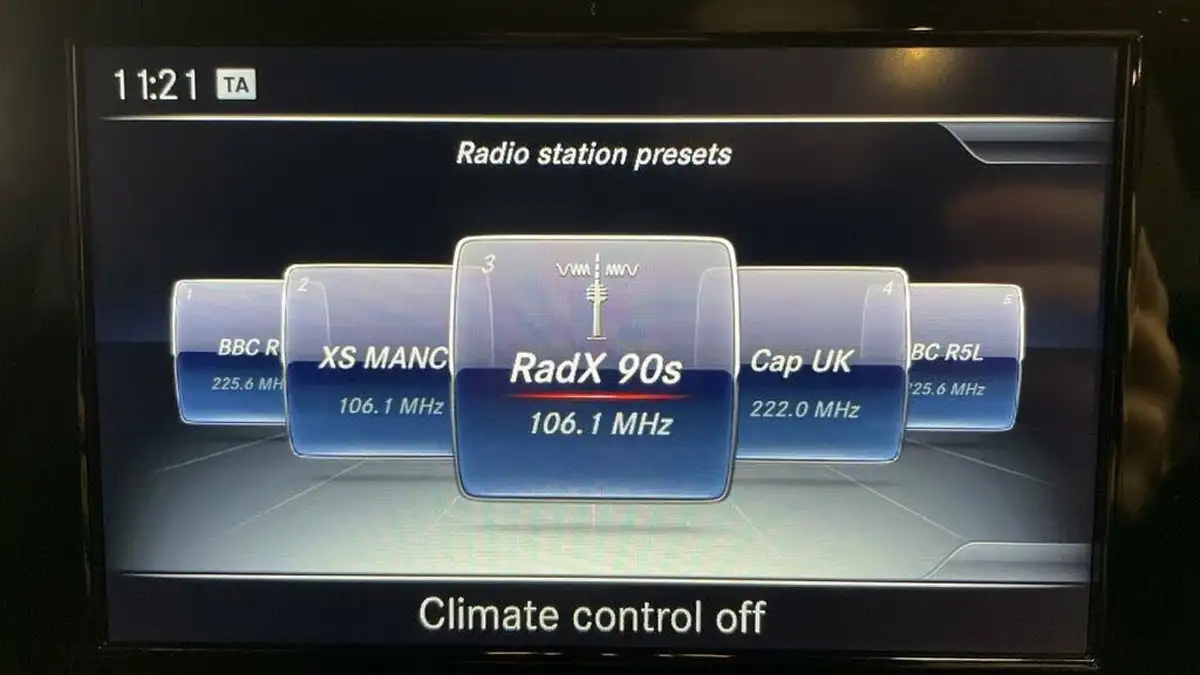 11:21 TA
Radio station presets
1
BBC R
225.6 MH
2
XS MANC
106.1 MHz
3
RadX 90s
106.1 MHz
4
Cap UK
222.0 MHz
5
BC R5L
25.6 MHz
Climate control off